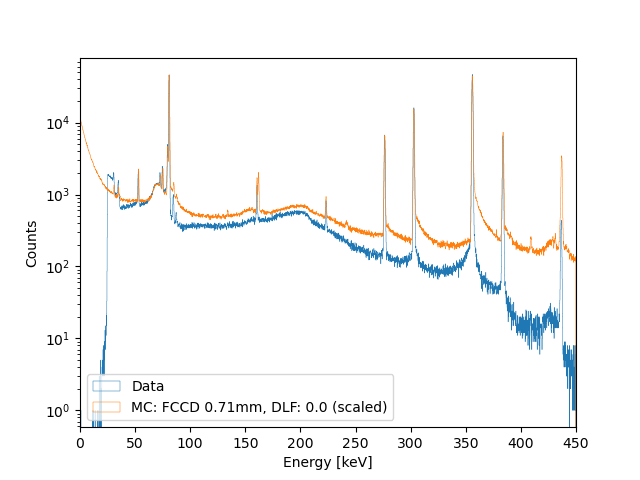 10⁴
10³
10²
10¹
10⁰
Counts
Data
MC: FCCD 0.71mm, DLF: 0.0 (scaled)
0 50 100 150 200 250 300 350 400 450
Energy [keV]